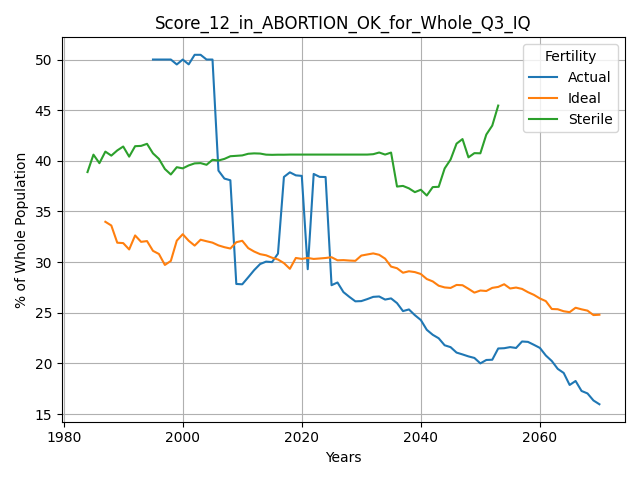 Score_12_in_ABORTION_OK_for_Whole_Q3_IQ
Fertility
Actual
Ideal
Sterile
% of Whole Population
50
45
40
35
30
25
20
15
1980
2000
2020
2040
2060
Years